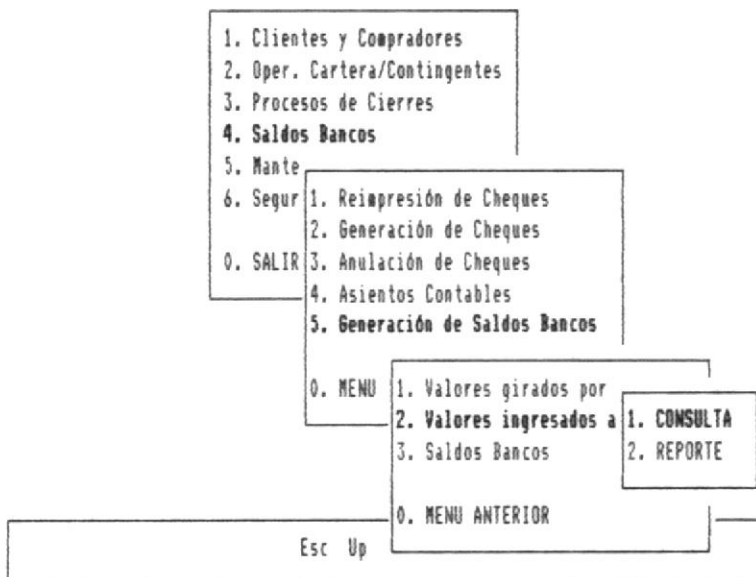 1. Clientes y Compradores
2. Oper. Cartera/Contingentes
3. Procesos de Cierres
4. Saldos Bancos
5. Mante
6. Segur
0. SALIR
1. Reimpresión de Cheques
2. Generación de Cheques
3. Anulación de Cheques
4. Asientos Contables
5. Generación de Saldos Bancos
0. MENU
1. Valores girados por
2. Valores ingresados a
3. Saldos Bancos
0. MENU ANTERIOR
1. CONSULTA
2. REPORTE
Esc Up